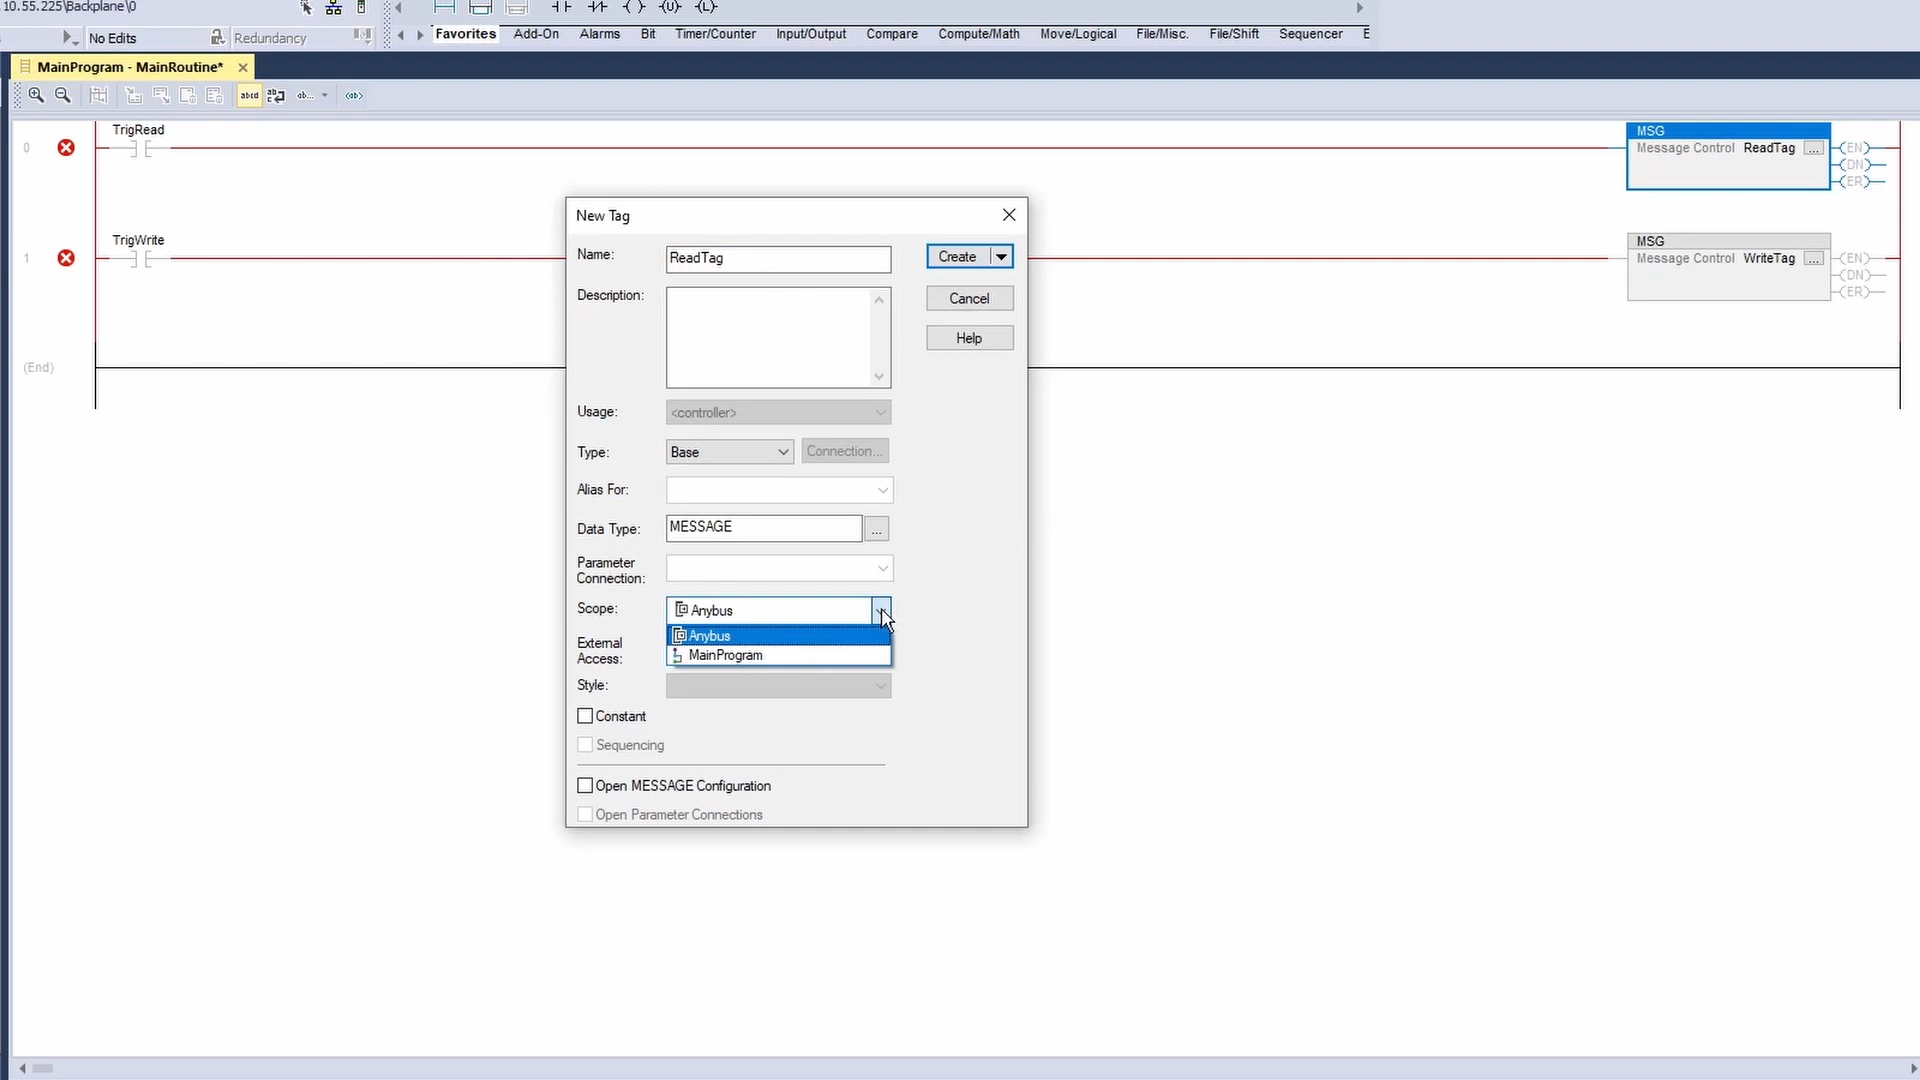 .10.55.225\Backplane\0
No Edits
Redundancy
Favorites Add-On Alarms Bit Timer/Counter Input/Output Compare Compute/Math Move/Logical File/Misc. File/Shift Sequencer E
MainProgram - MainRoutine*
abcd ab...
TrigRead
0
MSG
Message Control ReadTag ...
EN
DN
ER
TrigWrite
1
MSG
Message Control WriteTag ...
EN
DN
ER
(End)
New Tag
Name: ReadTag
Create
Description:
Cancel
Help
Usage: <controller>
Type: Base
Connection...
Alias For:
Data Type: MESSAGE ...
Parameter
Connection:
Scope: Anybus
Anybus
MainProgram
External
Access:
Style:
Constant
Sequencing
Open MESSAGE Configuration
Open Parameter Connections